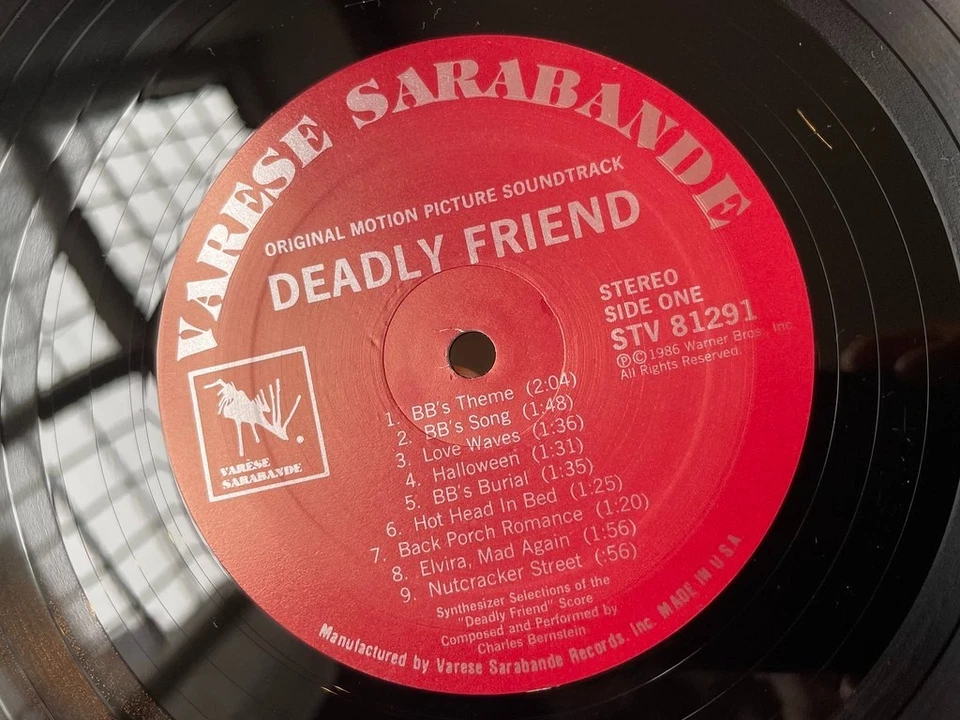 VARESE SARABANDE
ORIGINAL MOTION PICTURE SOUNDTRACK
DEADLY FRIEND
STEREO
SIDE ONE
STV 81291
℗©1986 Warner Bros., Inc.
All Rights Reserved.
VARÈSE
SARABANDE
1. BB's Theme (2:04)
2. BB's Song (1:48)
3. Love Waves (1:36)
4. Halloween (1:31)
5. BB's Burial (1:35)
6. Hot Head In Bed (1:25)
7. Back Porch Romance (1:20)
8. Elvira, Mad Again (1:56)
9. Nutcracker Street (:56)
Synthesizer Selections of the
"Deadly Friend" Score
Composed and Performed by
Charles Bernstein
Manufactured by Varese Sarabande Records, Inc. MADE IN U.S.A